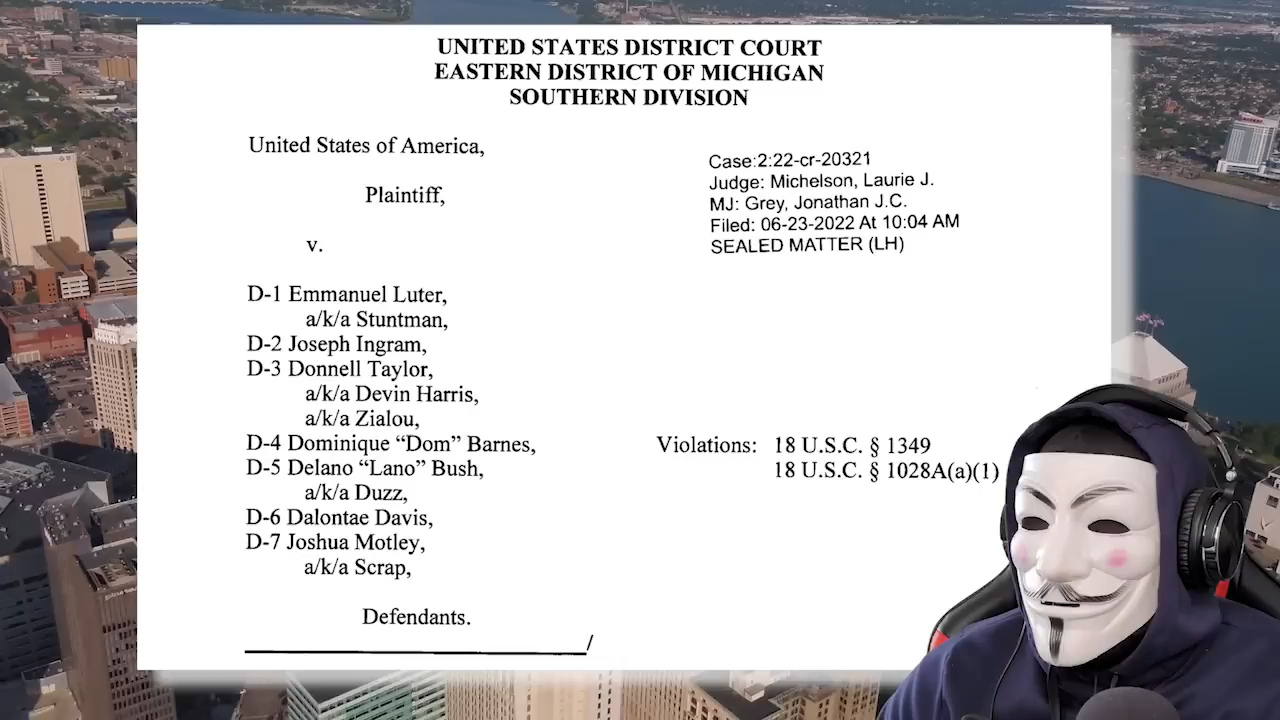 UNITED STATES DISTRICT COURT
EASTERN DISTRICT OF MICHIGAN
SOUTHERN DIVISION
United States of America,
Plaintiff,
v.
Case:2:22-cr-20321
Judge: Michelson, Laurie J.
MJ: Grey, Jonathan J.C.
Filed: 06-23-2022 At 10:04 AM
SEALED MATTER (LH)
D-1 Emmanuel Luter,
a/k/a Stuntman,
D-2 Joseph Ingram,
D-3 Donnell Taylor,
a/k/a Devin Harris,
a/k/a Zialou,
D-4 Dominique “Dom” Barnes,
D-5 Delano “Lano” Bush,
a/k/a Duzz,
D-6 Dalontae Davis,
D-7 Joshua Motley,
a/k/a Scrap,
Defendants.
/
Violations: 18 U.S.C. § 1349
18 U.S.C. § 1028A(a)(1)